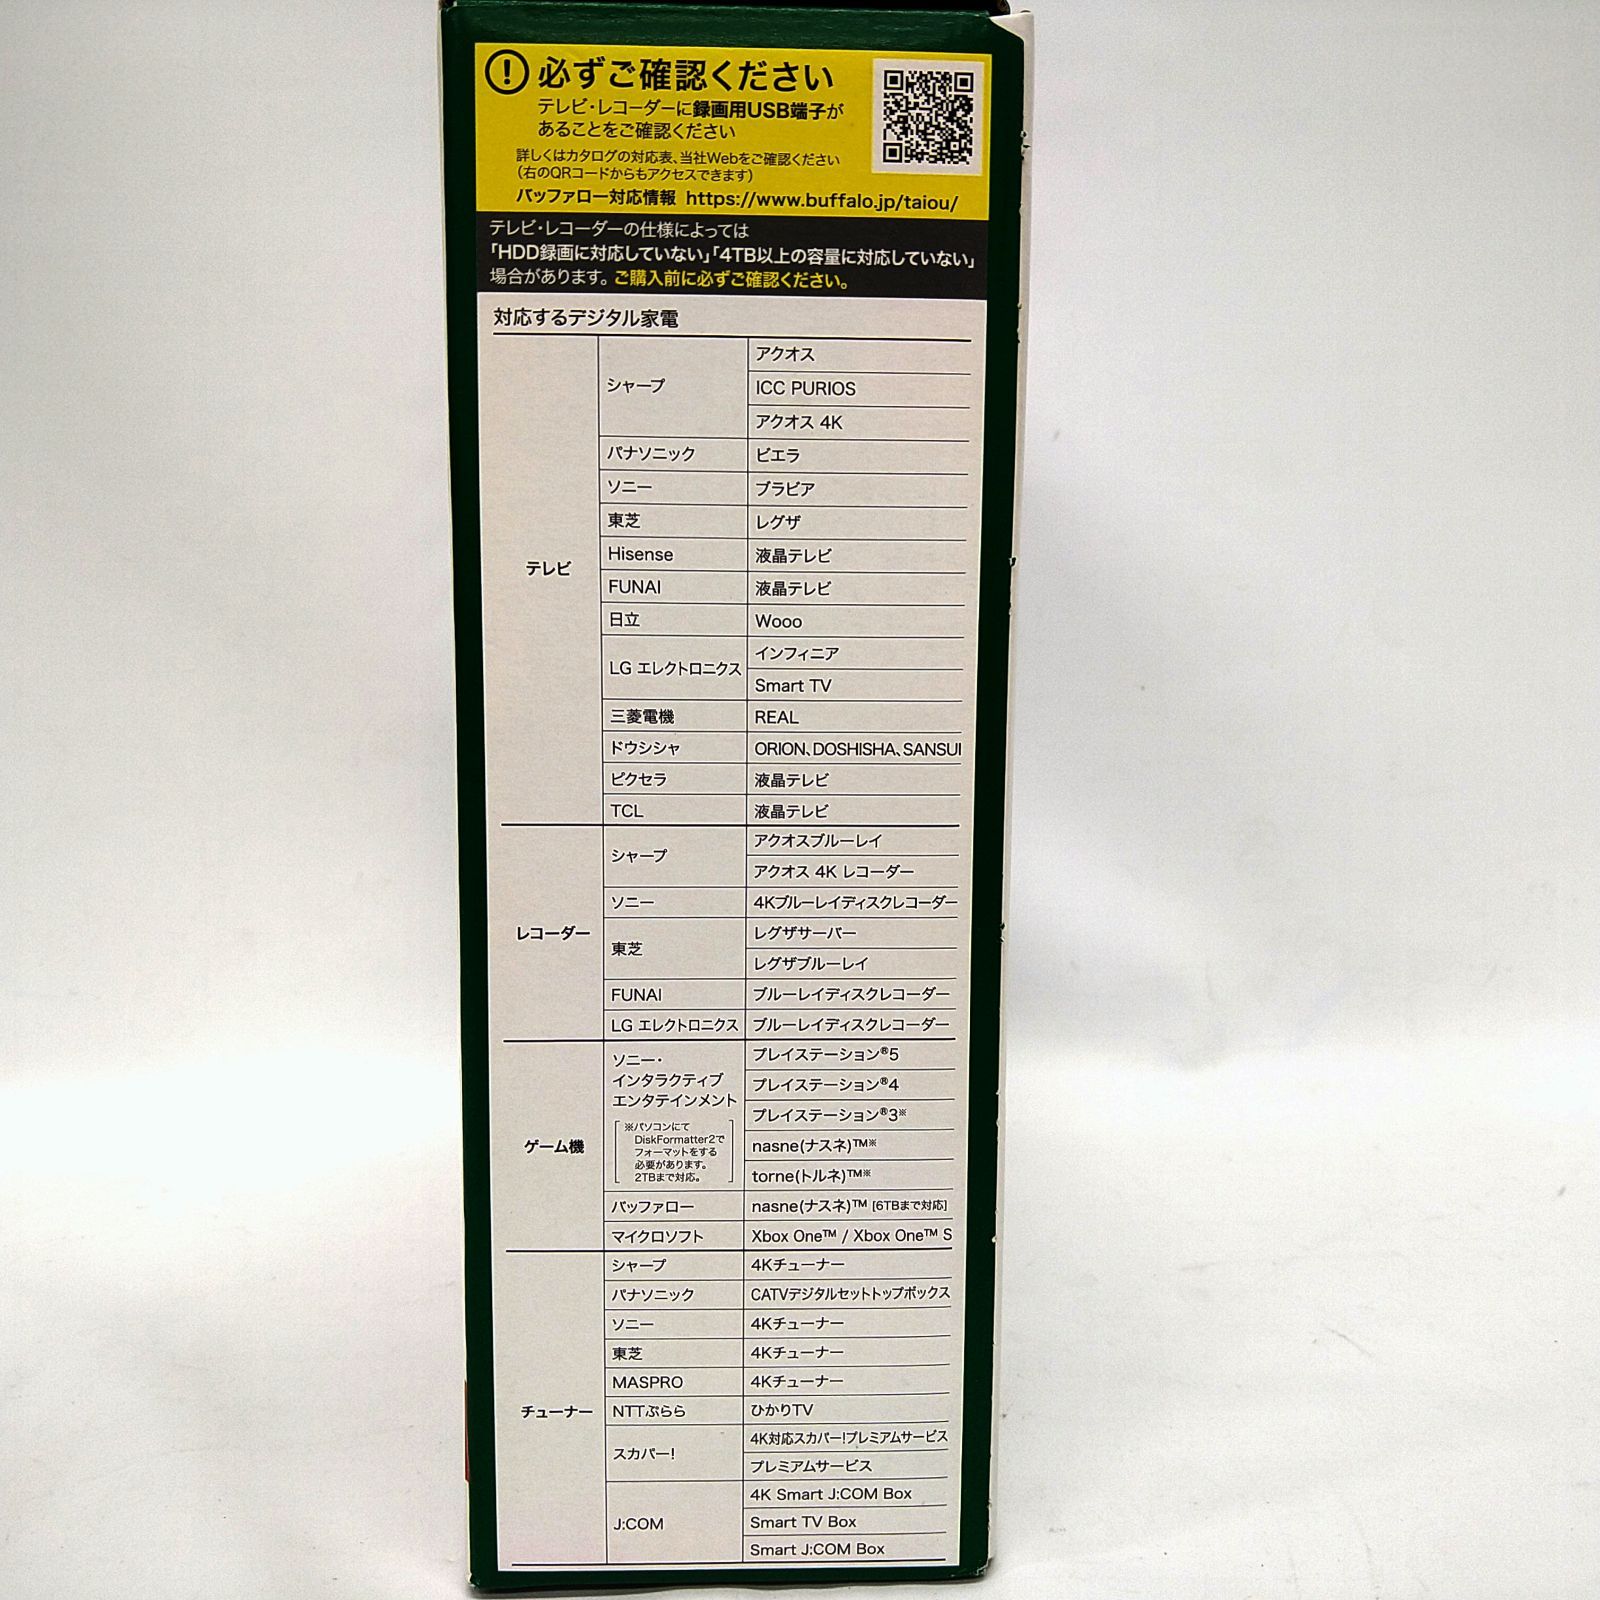 ! 必ずご確認ください
テレビ・レコーダーに録画用USB端子が
あることをご確認ください
詳しくはカタログの対応表、当社Webをご確認ください
(右のQRコードからもアクセスできます)
バッファロー対応情報 https://www.buffalo.jp/taiou/
テレビ・レコーダーの仕様によっては
「HDD録画に対応していない」「4TB以上の容量に対応していない」
場合があります。ご購入前に必ずご確認ください。
対応するデジタル家電
テレビ
シャープ
アクオス
ICC PURIOS
アクオス 4K
パナソニック ビエラ
ソニー ブラビア
東芝 レグザ
Hisense 液晶テレビ
FUNAI 液晶テレビ
日立 Wooo
LG エレクトロニクス
インフィニア
Smart TV
三菱電機 REAL
ドウシシャ ORION、DOSHISHA、SANSUI
ピクセラ 液晶テレビ
TCL 液晶テレビ
レコーダー
シャープ
アクオスブルーレイ
アクオス 4K レコーダー
ソニー 4Kブルーレイディスクレコーダー
東芝
レグザサーバー
レグザブルーレイ
FUNAI ブルーレイディスクレコーダー
LG エレクトロニクス ブルーレイディスクレコーダー
ゲーム機
ソニー・
インタラクティブ
エンタテインメント
※パソコンにて
DiskFormatter2で
フォーマットをする
必要があります。
2TBまで対応。
プレイステーション®5
プレイステーション®4
プレイステーション®3※
nasne(ナスネ)™※
torne(トルネ)™※
バッファロー nasne(ナスネ)™ [6TBまで対応]
マイクロソフト Xbox One™ / Xbox One™ S
チューナー
シャープ 4Kチューナー
パナソニック CATVデジタルセットトップボックス
ソニー 4Kチューナー
東芝 4Kチューナー
MASPRO 4Kチューナー
NTTぷらら ひかりTV
スカパー!
4K対応スカパー!プレミアムサービス
プレミアムサービス
J:COM
4K Smart J:COM Box
Smart TV Box
Smart J:COM Box